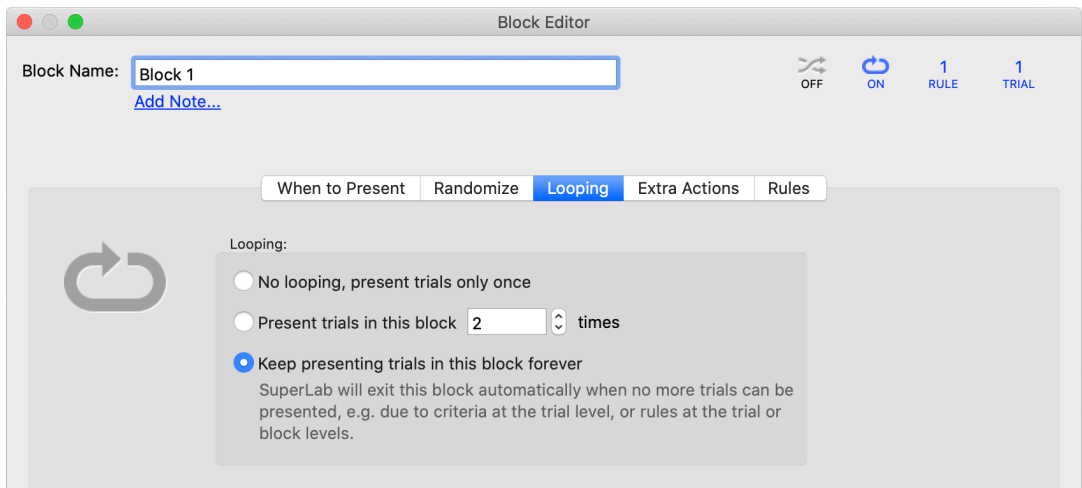 Block Editor
Block Name: Block 1
Add Note...
OFF ON 1 RULE 1 TRIAL
When to Present Randomize Looping Extra Actions Rules
Looping:
No looping, present trials only once
Present trials in this block 2 times
Keep presenting trials in this block forever
SuperLab will exit this block automatically when no more trials can be
presented, e.g. due to criteria at the trial level, or rules at the trial or
block levels.